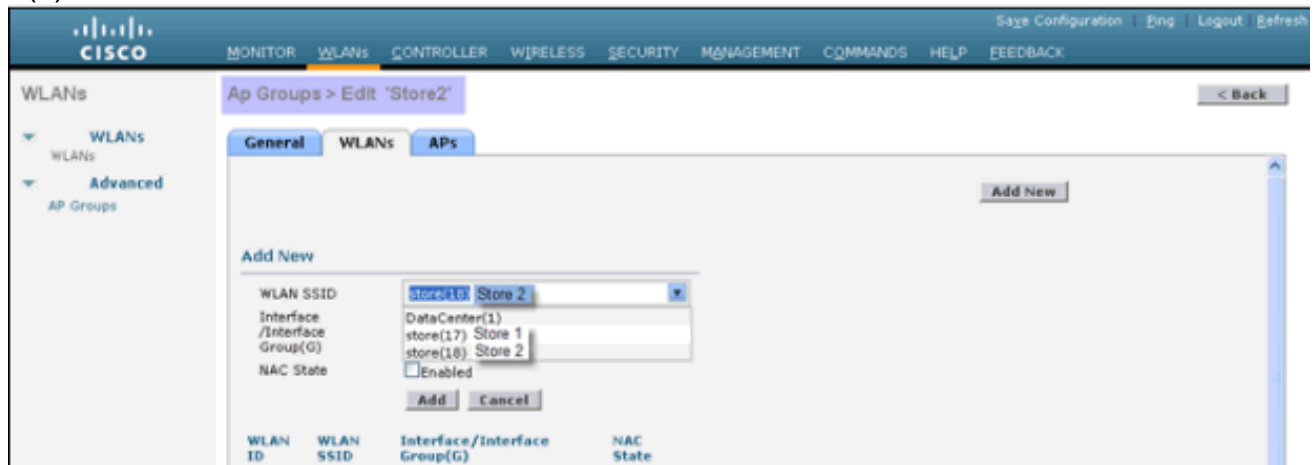 Save Configuration | Ping | Logout | Refresh
CISCO
MONITOR WLANs CONTROLLER WIRELESS SECURITY MANAGEMENT COMMANDS HELP FEEDBACK
WLANs
Ap Groups > Edit 'Store2'
< Back
WLANs
WLANs
Advanced
AP Groups
General WLANs APs
Add New
Add New
WLAN SSID store(18) Store 2
Interface
/Interface
Group(G)
DataCenter(1)
store(17) Store 1
store(18) Store 2
NAC State Enabled
Add Cancel
WLAN
ID
WLAN
SSID
Interface/Interface
Group(G)
NAC
State